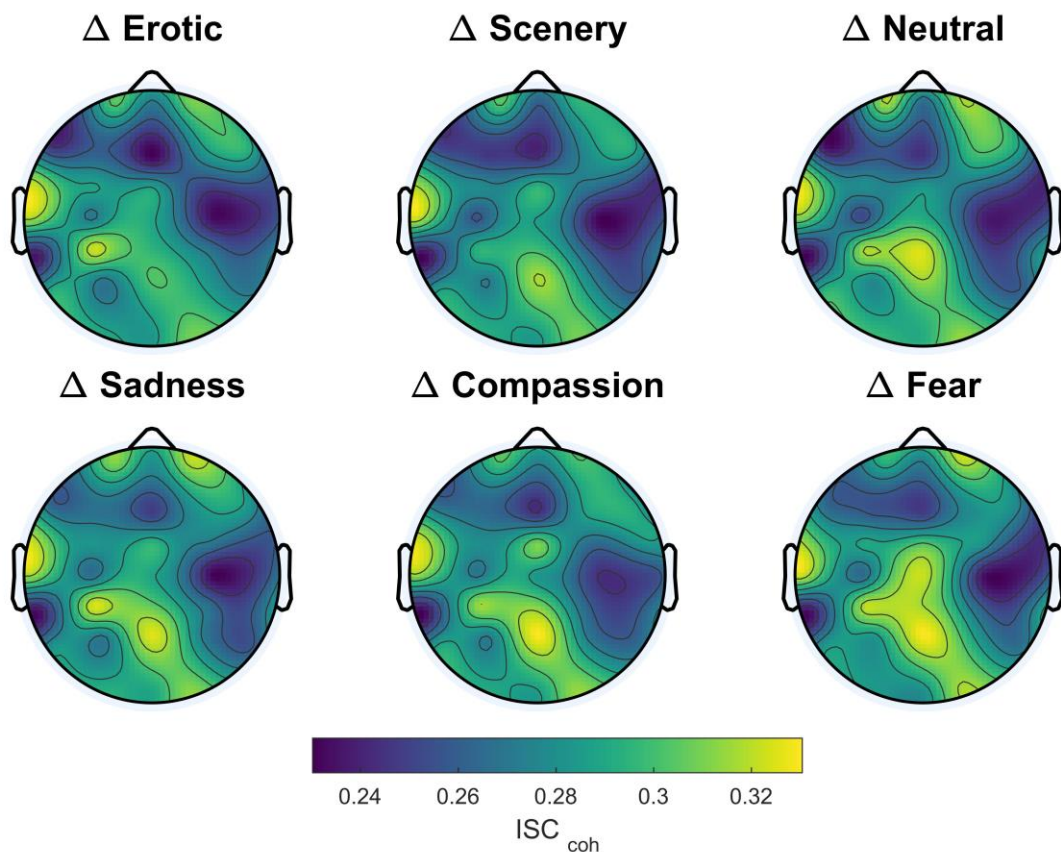 Δ Erotic
Δ Scenery
Δ Neutral
Δ Sadness
Δ Compassion
Δ Fear
0.24 0.26 0.28 0.3 0.32
ISC coh